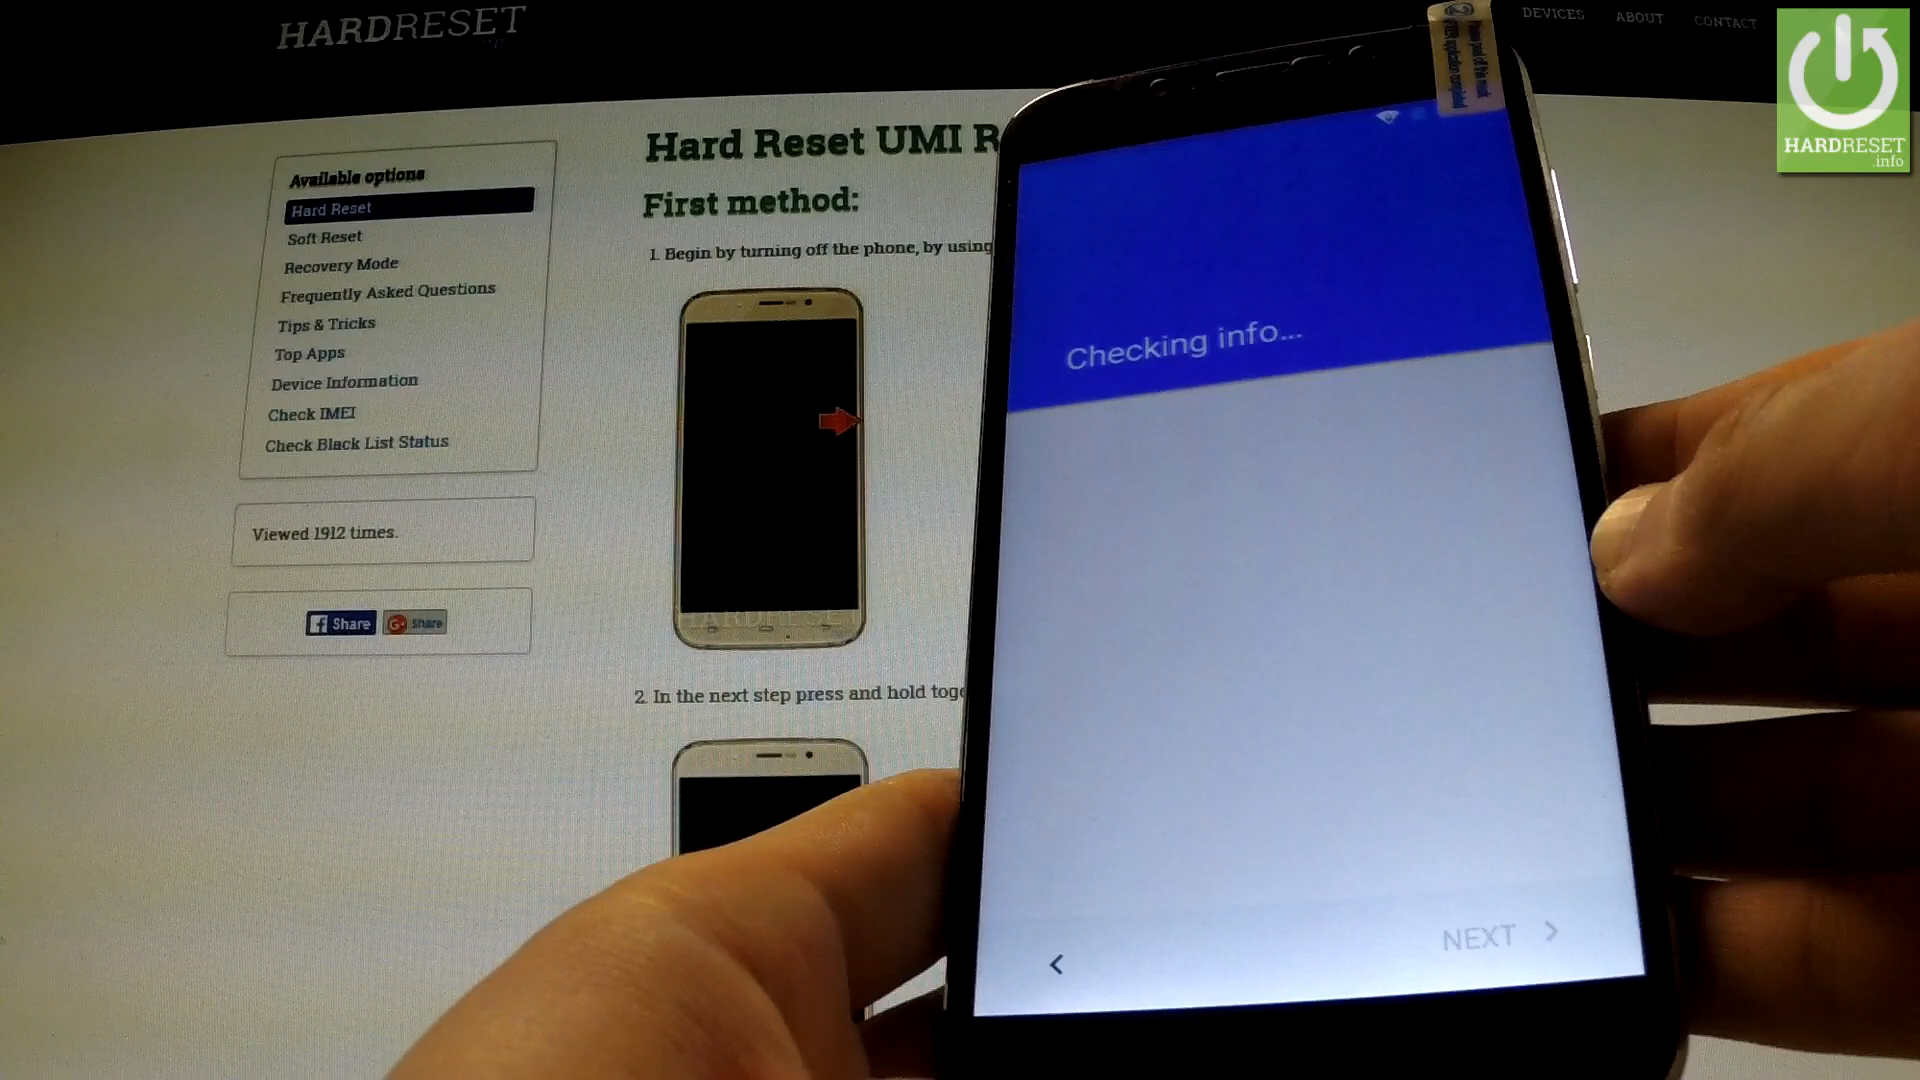 HARDRESET
DEVICES
ABOUT
CONTACT
HARDRESET
.info
Available options
Hard Reset
Soft Reset
Recovery Mode
Frequently Asked Questions
Tips & Tricks
Top Apps
Device Information
Check IMEI
Check Black List Status
Viewed 1912 times.
Share
G+ Share
Hard Reset UMI R
First method:
1. Begin by turning off the phone, by using
HARDRESET
2. In the next step press and hold toge
Checking info...
NEXT